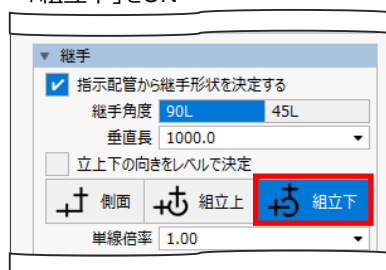 「組立下」をON
▼ 継手
指示配管から継手形状を決定する
継手角度 90L 45L
垂直長 1000.0
立上下の向きをレベルで決定
側面 組立上 組立下
単線倍率 1.00